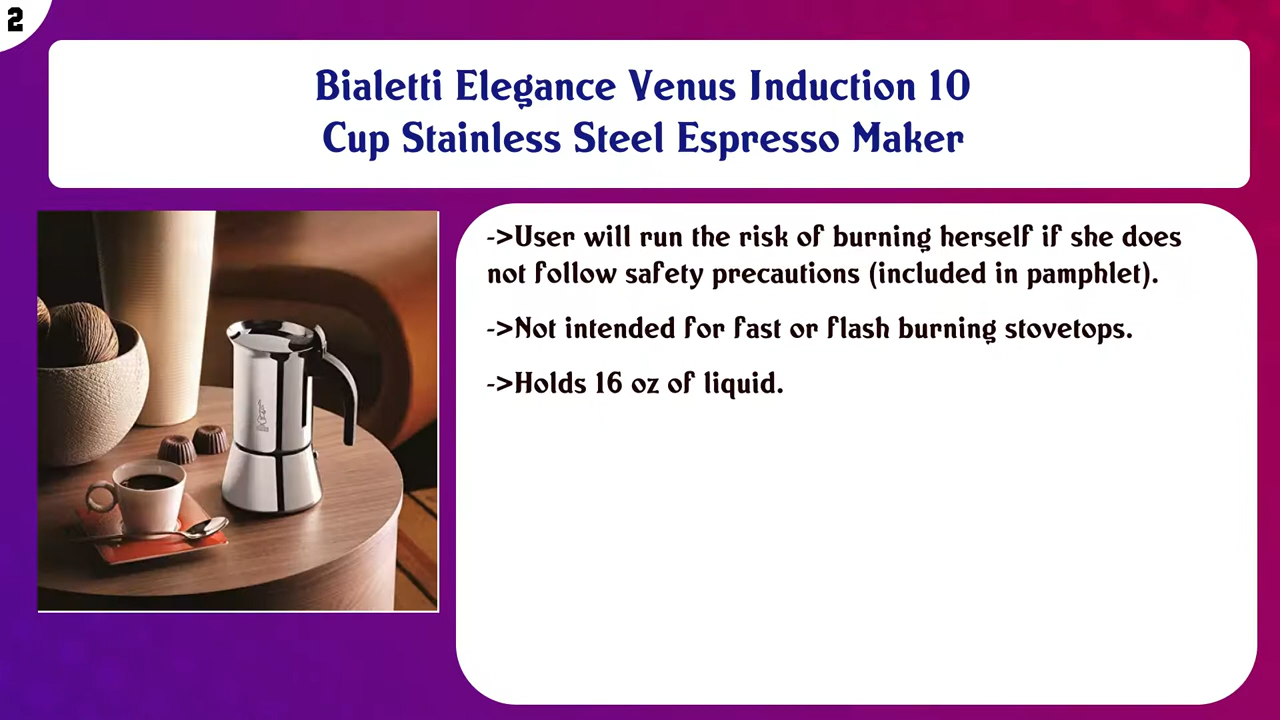 2
Bialetti Elegance Venus Induction 10
Cup Stainless Steel Espresso Maker
->User will run the risk of burning herself if she does
not follow safety precautions (included in pamphlet).
->Not intended for fast or flash burning stovetops.
->Holds 16 oz of liquid.